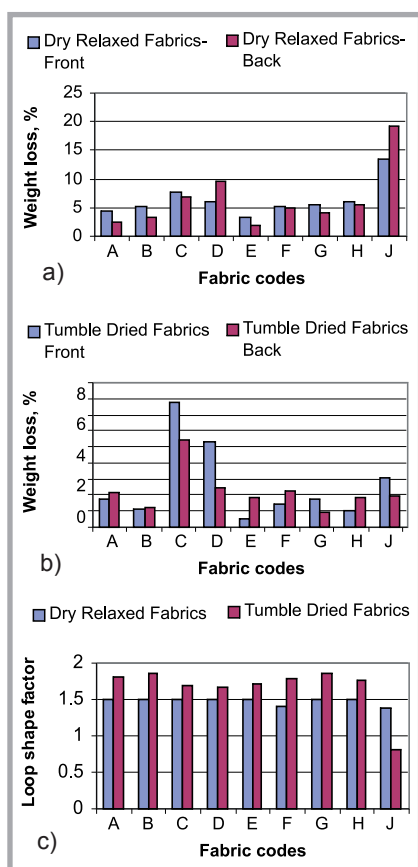 Dry Relaxed Fabrics- Dry Relaxed Fabrics-
Front Back
25
20
15
10
5
0
Weight loss, %
A B C D E F G H J
a) Fabric codes
Tumble Dried Fabrics Tumble Dried Fabrics
Front Back
8
6
4
2
0
Weight loss, %
A B C D E F G H J
b) Fabric codes
Dry Relaxed Fabrics Tumble Dried Fabrics
2
1.5
1
0.5
0
Loop shape factor
A B C D E F G H J
c) Fabric codes